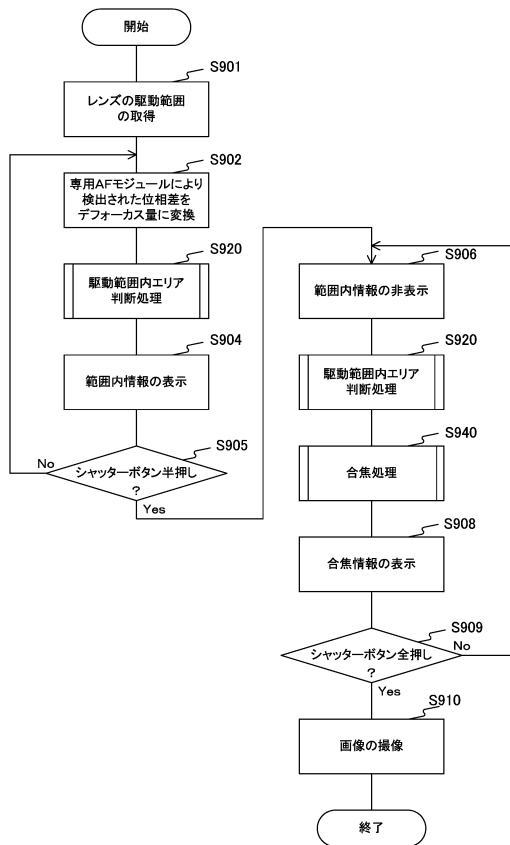 開始
S901
レンズの駆動範囲
の取得
S902
専用AFモジュールにより
検出された位相差を
デフォーカス量に変換
S920
駆動範囲内エリア
判断処理
S904
範囲内情報の表示
S905
シャッターボタン半押し
?
No
Yes
S906
範囲内情報の非表示
S920
駆動範囲内エリア
判断処理
S940
合焦処理
S908
合焦情報の表示
S909
シャッターボタン全押し
?
No
Yes
S910
画像の撮像
終了